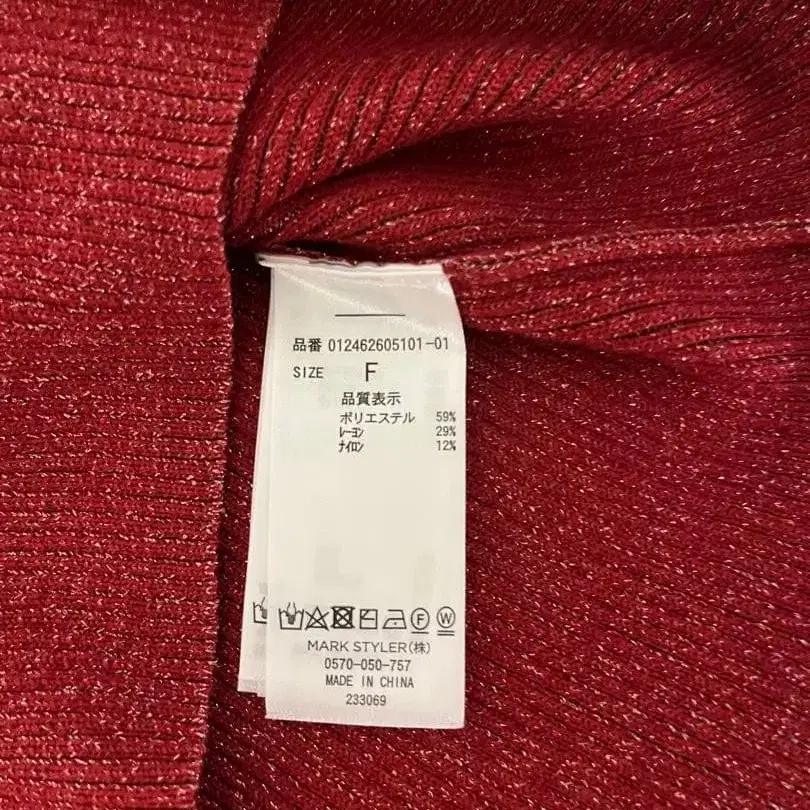 品番 012462605101-01
SIZE F
品質表示
ポリエステル 59%
レーヨン 29%
ナイロン 12%
F W
MARK STYLER(株)
0570-050-757
MADE IN CHINA
233069